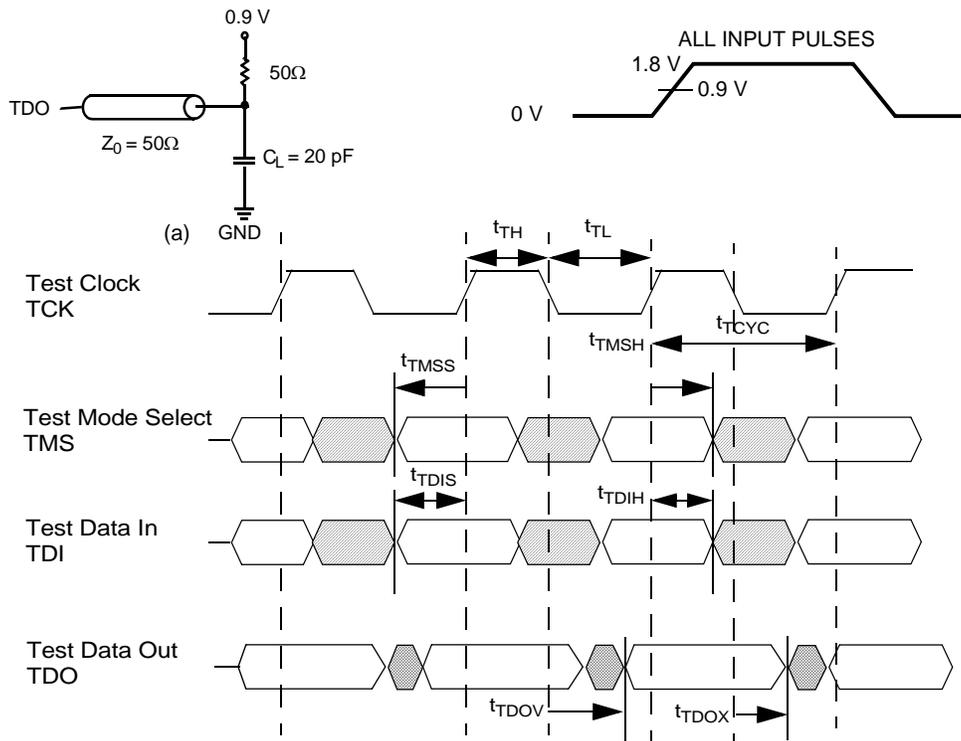 0.9 V
50Ω
TDO
Z0 = 50Ω
CL = 20 pF
(a)
GND
ALL INPUT PULSES
1.8 V
0.9 V
0 V
tTH
tTL
Test Clock
TCK
tTCYC
tTMSH
tTMSS
Test Mode Select
TMS
tTDIS
tTDIH
Test Data In
TDI
Test Data Out
TDO
tTDOV
tTDOX